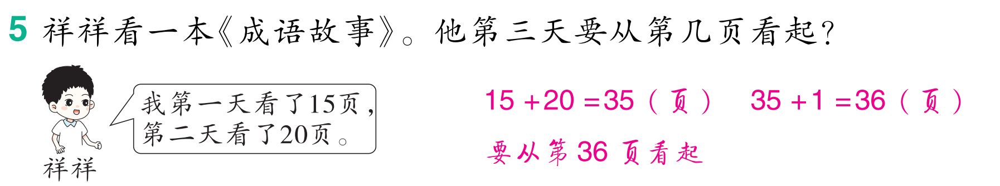 5 祥祥看一本《成语故事》。他第三天要从第几页看起?
我第一天看了15页,
第二天看了20页。
祥祥
15+20=35(页) 35+1=36(页)
要从第36页看起